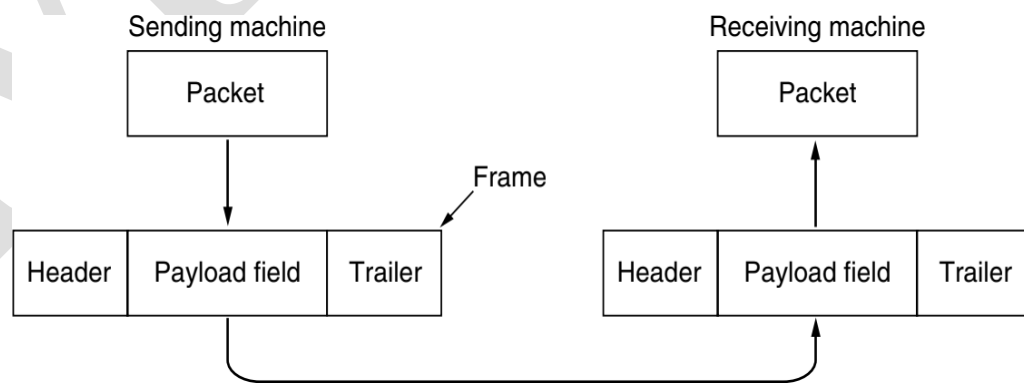 Sending machine
Receiving machine
Packet
Packet
Frame
Header Payload field Trailer
Header Payload field Trailer